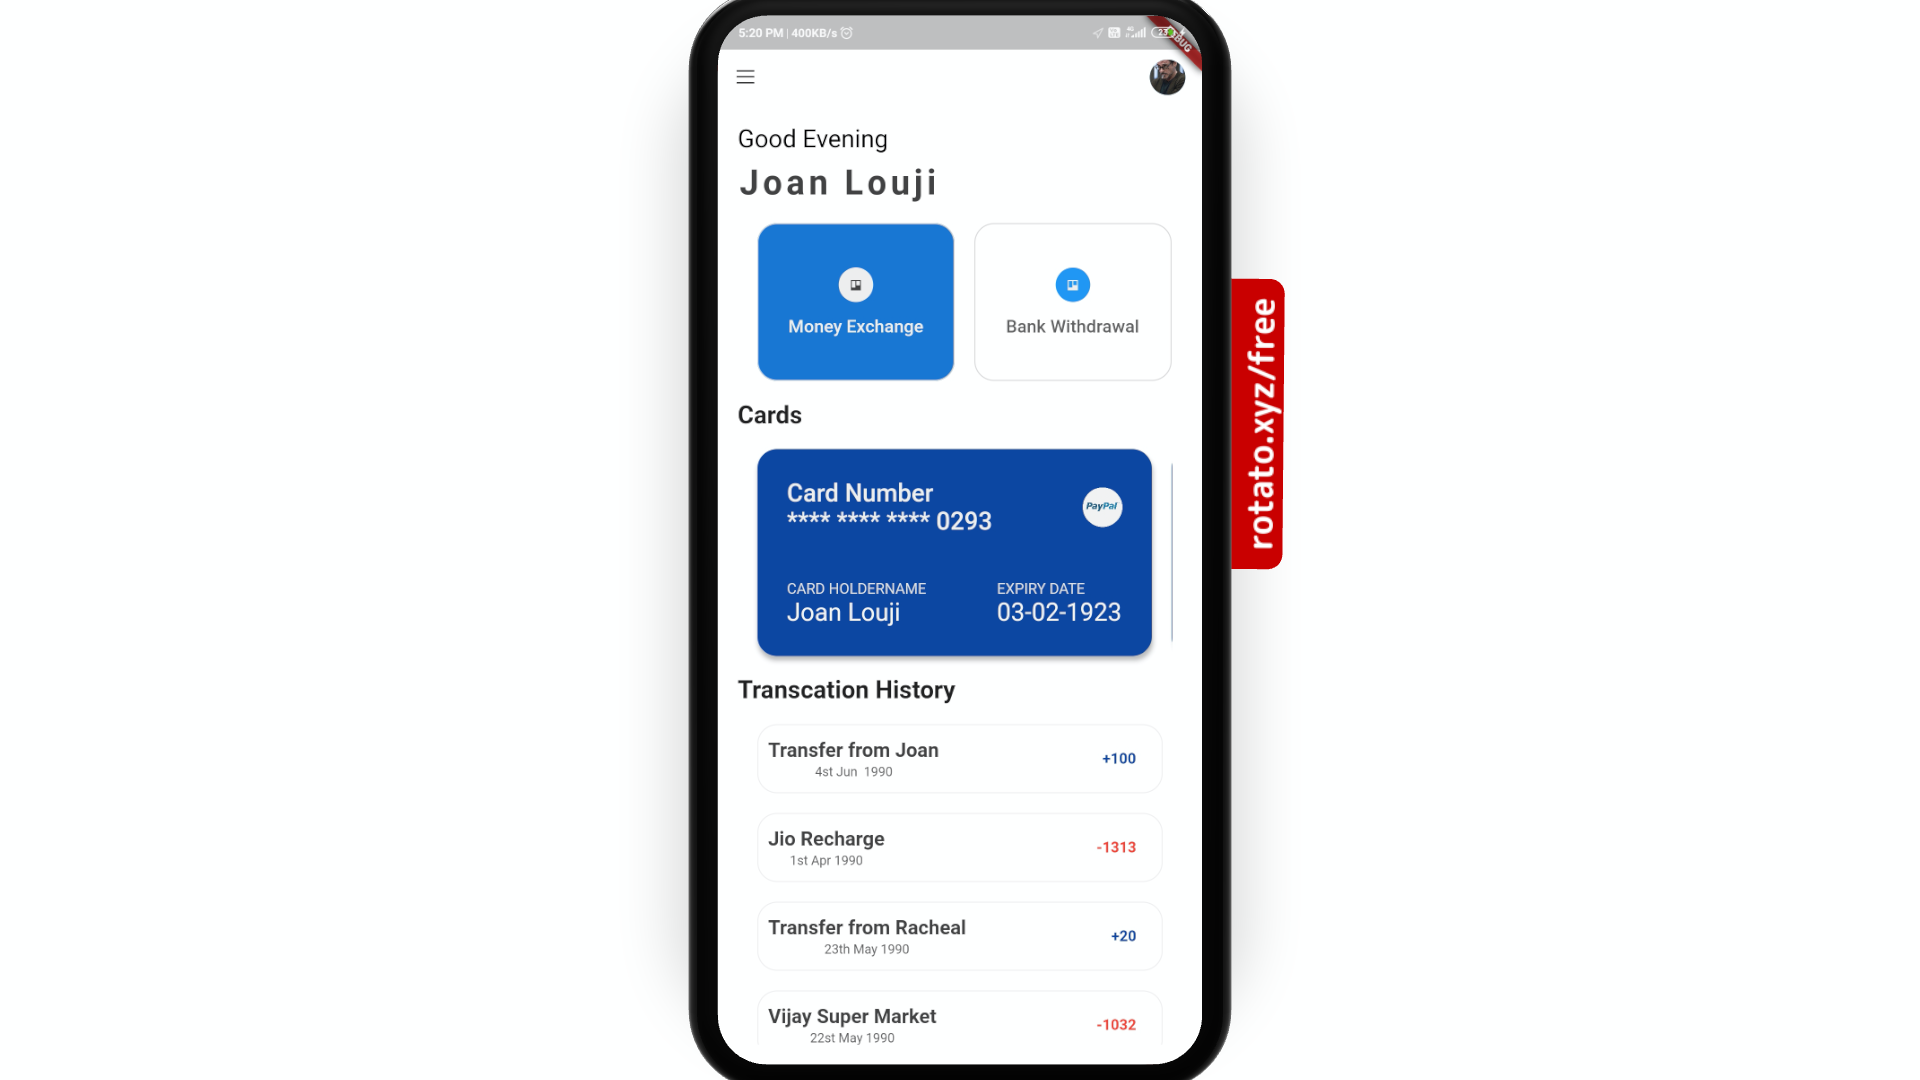 5:20 PM | 400KB/s
23
Good Evening
Joan Louji
Money Exchange
Bank Withdrawal
Cards
Card Number
**** **** **** 0293
PayPal
CARD HOLDERNAME
EXPIRY DATE
Joan Louji
03-02-1923
Transcation History
Transfer from Joan
4st Jun  1990
+100
Jio Recharge
1st Apr 1990
-1313
Transfer from Racheal
23th May 1990
+20
Vijay Super Market
22st May 1990
-1032
rotato.xyz/free